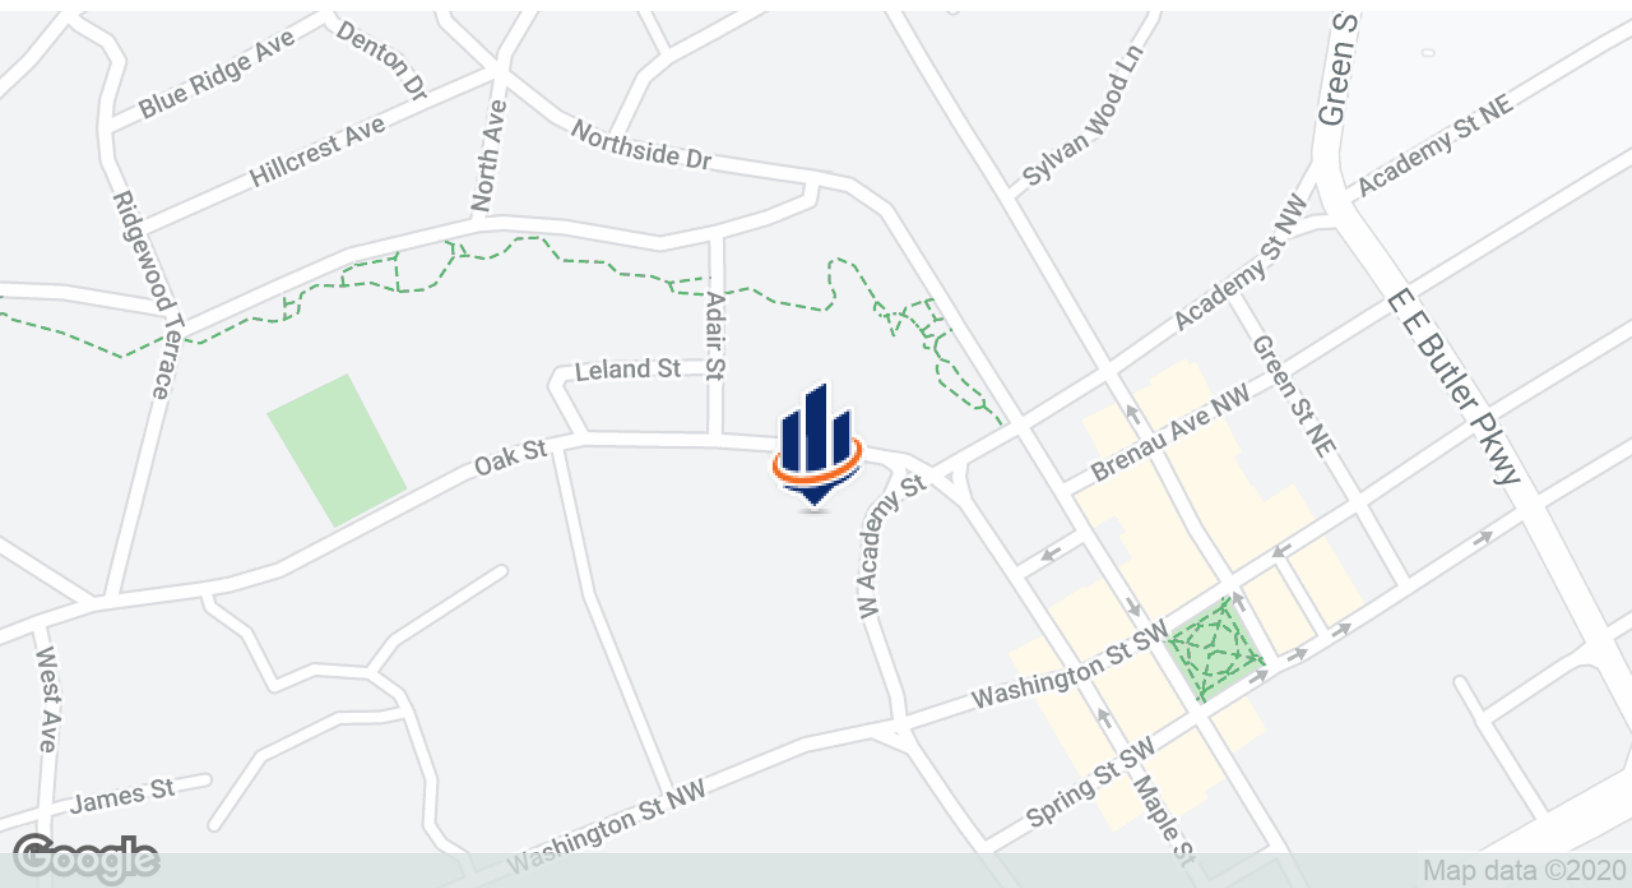 Blue Ridge Ave
Denton Dr
Green S
Hillcrest Ave
North Ave
Northside Dr
Sylvan Wood Ln
Academy St NE
Ridgewood Terrace
Academy St NW
Adair St
Leland St
Green St NE
E E Butler Pkwy
Brenau Ave NW
Oak St
W Academy St
Washington St SW
West Ave
James St
Spring St SW
Maple St
Washington St NW
Google
Map data ©2020